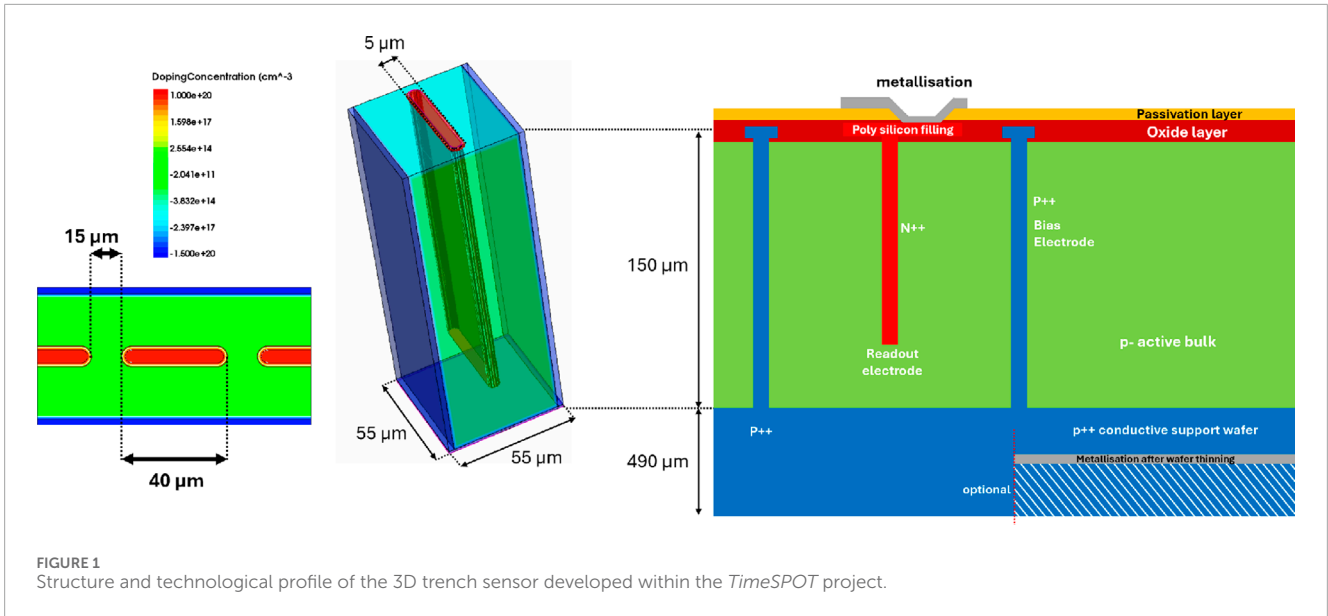 DopingConcentration (cm^-3
1.000e+20
1.598e+17
2.554e+14
-2.041e+11
-3.832e+14
-2.397e+17
-1.500e+20
15 µm
40 µm
5 µm
55 µm
55 µm
metallisation
Passivation layer
Poly silicon filling
Oxide layer
N++
P++
Bias
Electrode
150 µm
Readout
electrode
p- active bulk
P++
p++ conductive support wafer
490 µm
Metallisation after wafer thinning
optional
FIGURE 1
Structure and technological profile of the 3D trench sensor developed within the TimeSPOT project.